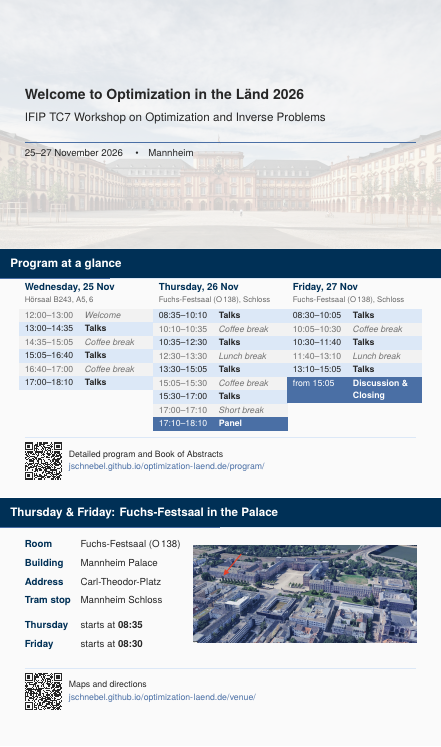 Welcome to Optimization in the Länd 2026
IFIP TC7 Workshop on Optimization and Inverse Problems
25–27 November 2026 • Mannheim
Program at a glance
Wednesday, 25 Nov
Hörsaal B243, A5, 6
12:00–13:00 Welcome
13:00–14:35 Talks
14:35–15:05 Coffee break
15:05–16:40 Talks
16:40–17:00 Coffee break
17:00–18:10 Talks
Thursday, 26 Nov
Fuchs-Festsaal (O 138), Schloss
08:35–10:10 Talks
10:10–10:35 Coffee break
10:35–12:30 Talks
12:30–13:30 Lunch break
13:30–15:05 Talks
15:05–15:30 Coffee break
15:30–17:00 Talks
17:00–17:10 Short break
17:10–18:10 Panel
Friday, 27 Nov
Fuchs-Festsaal (O 138), Schloss
08:30–10:05 Talks
10:05–10:30 Coffee break
10:30–11:40 Talks
11:40–13:10 Lunch break
13:10–15:05 Talks
from 15:05 Discussion &
Closing
Detailed program and Book of Abstracts
jschnebel.github.io/optimization-laend.de/program/
Thursday & Friday: Fuchs-Festsaal in the Palace
Room Fuchs-Festsaal (O 138)
Building Mannheim Palace
Address Carl-Theodor-Platz
Tram stop Mannheim Schloss
Thursday starts at 08:35
Friday starts at 08:30
Maps and directions
jschnebel.github.io/optimization-laend.de/venue/